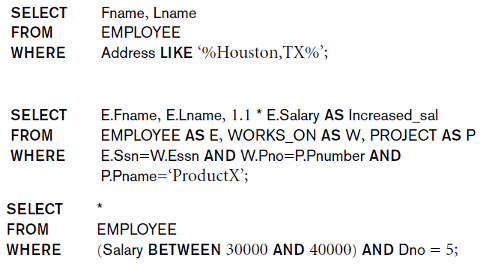 SELECT Fname, Lname
FROM EMPLOYEE
WHERE Address LIKE ‘%Houston,TX%’;
SELECT E.Fname, E.Lname, 1.1 * E.Salary AS Increased_sal
FROM EMPLOYEE AS E, WORKS_ON AS W, PROJECT AS P
WHERE E.Ssn=W.Essn AND W.Pno=P.Pnumber AND
P.Pname=‘ProductX’;
SELECT *
FROM EMPLOYEE
WHERE (Salary BETWEEN 30000 AND 40000) AND Dno = 5;